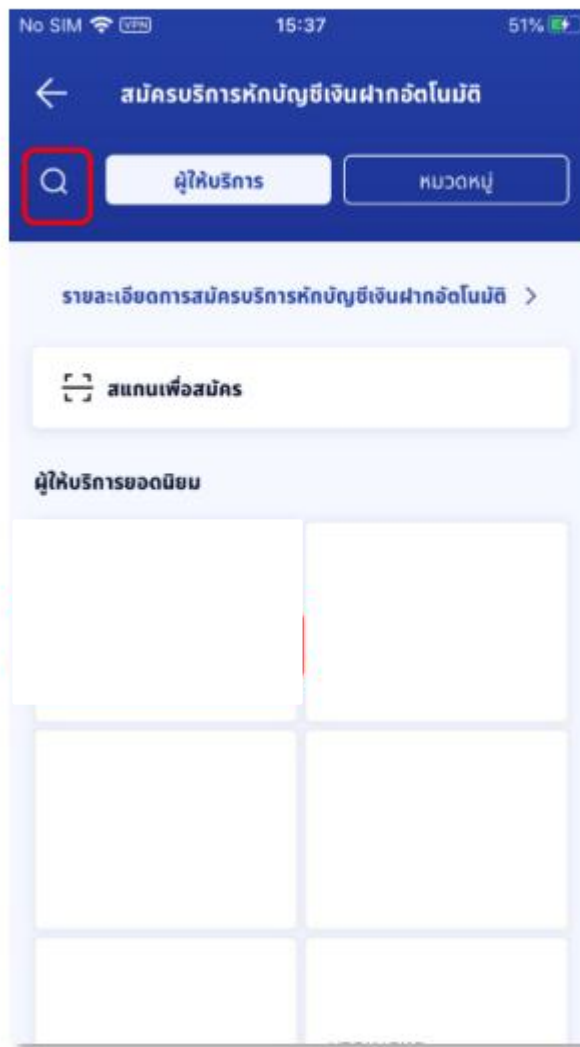 No SIM VPN 15:37 51%
สมัครบริการหักบัญชีเงินฝากอัตโนมัติ
ผู้ให้บริการ หมวดหมู่
รายละเอียดการสมัครบริการหักบัญชีเงินฝากอัตโนมัติ
สแกนเพื่อสมัคร
ผู้ให้บริการยอดนิยม